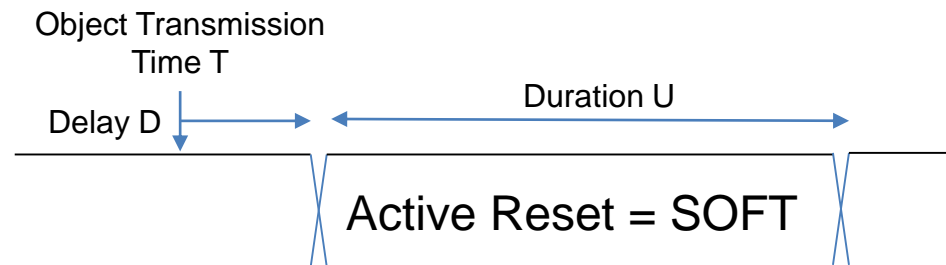 Object Transmission
Time T
Delay D
Duration U
Active Reset = SOFT